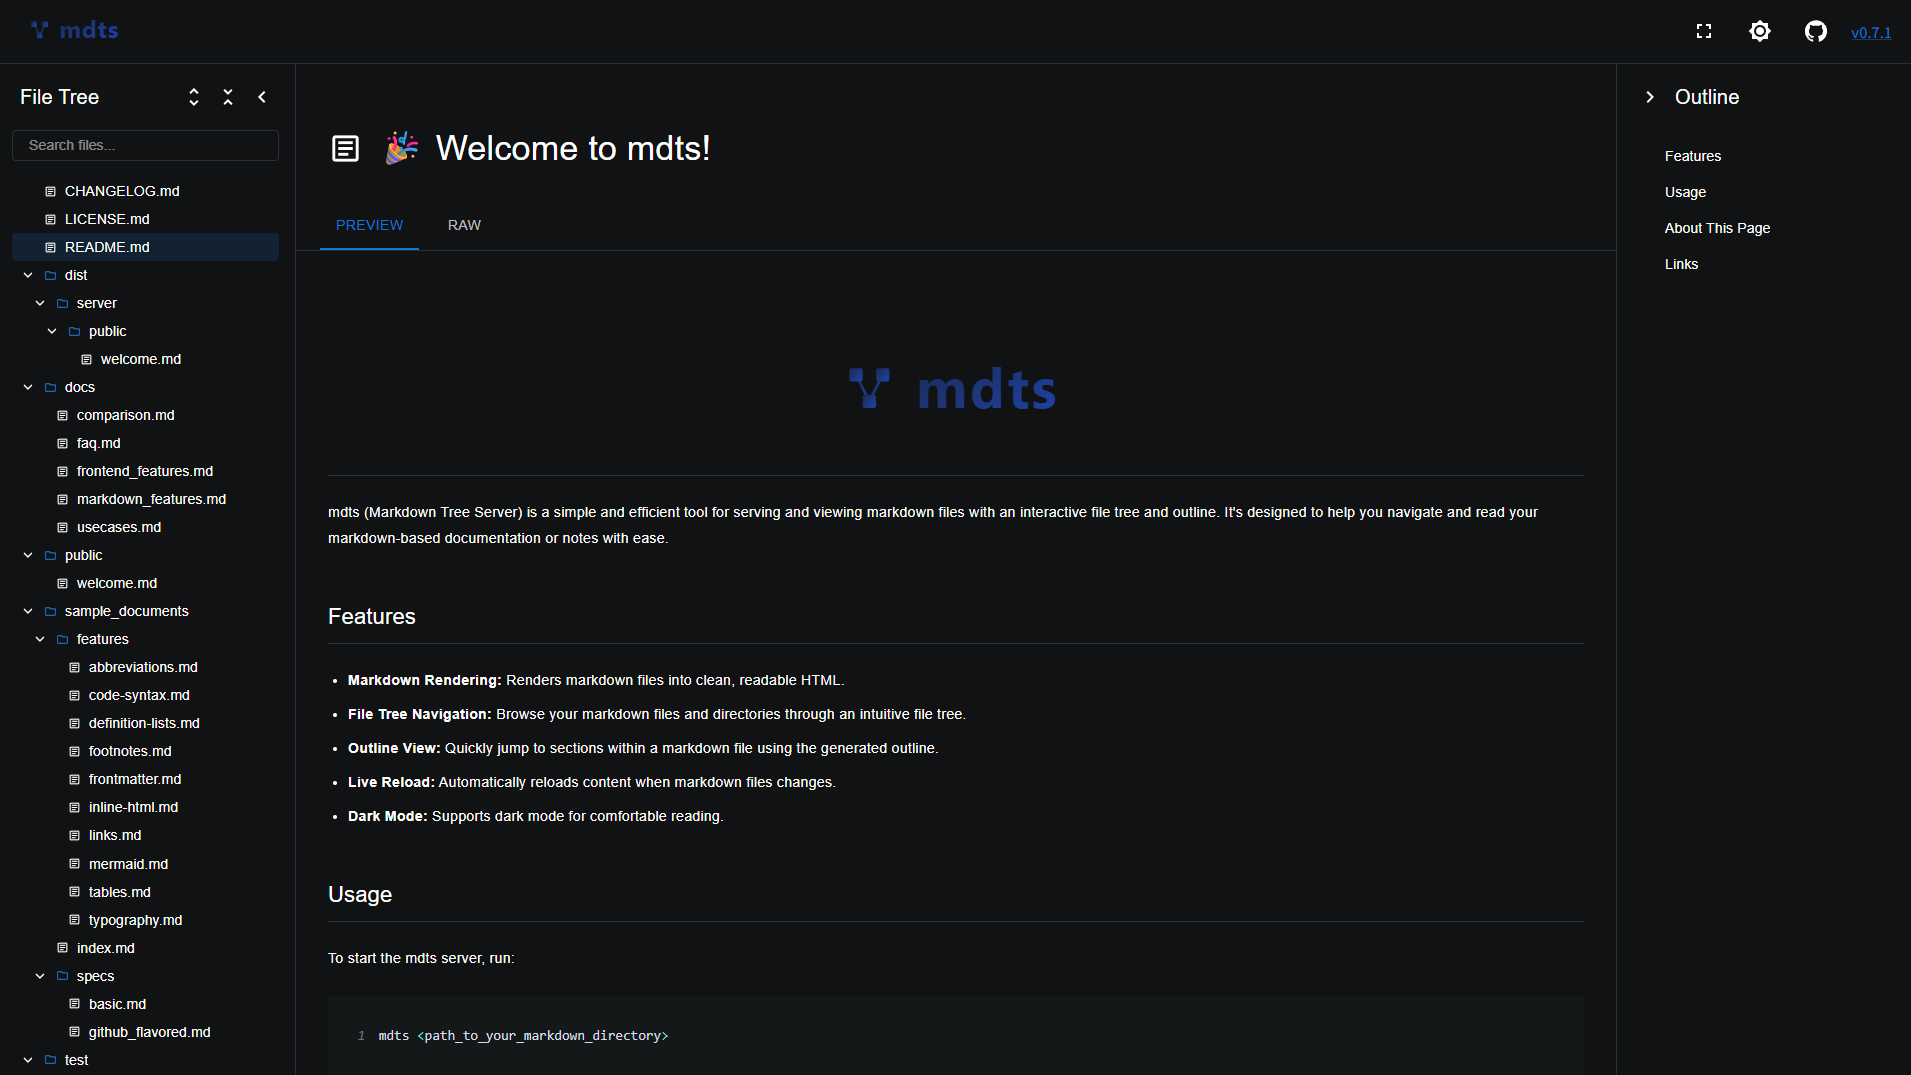 mdts
v0.7.1
File Tree
Search files...
CHANGELOG.md
LICENSE.md
README.md
dist
server
public
welcome.md
docs
comparison.md
faq.md
frontend_features.md
markdown_features.md
usecases.md
public
welcome.md
sample_documents
features
abbreviations.md
code-syntax.md
definition-lists.md
footnotes.md
frontmatter.md
inline-html.md
links.md
mermaid.md
tables.md
typography.md
index.md
specs
basic.md
github_flavored.md
test
Welcome to mdts!
PREVIEW RAW
mdts
mdts (Markdown Tree Server) is a simple and efficient tool for serving and viewing markdown files with an interactive file tree and outline. It's designed to help you navigate and read your
markdown-based documentation or notes with ease.
Features
• Markdown Rendering: Renders markdown files into clean, readable HTML.
• File Tree Navigation: Browse your markdown files and directories through an intuitive file tree.
• Outline View: Quickly jump to sections within a markdown file using the generated outline.
• Live Reload: Automatically reloads content when markdown files changes.
• Dark Mode: Supports dark mode for comfortable reading.
Usage
To start the mdts server, run:
1 mdts <path_to_your_markdown_directory>
Outline
Features
Usage
About This Page
Links